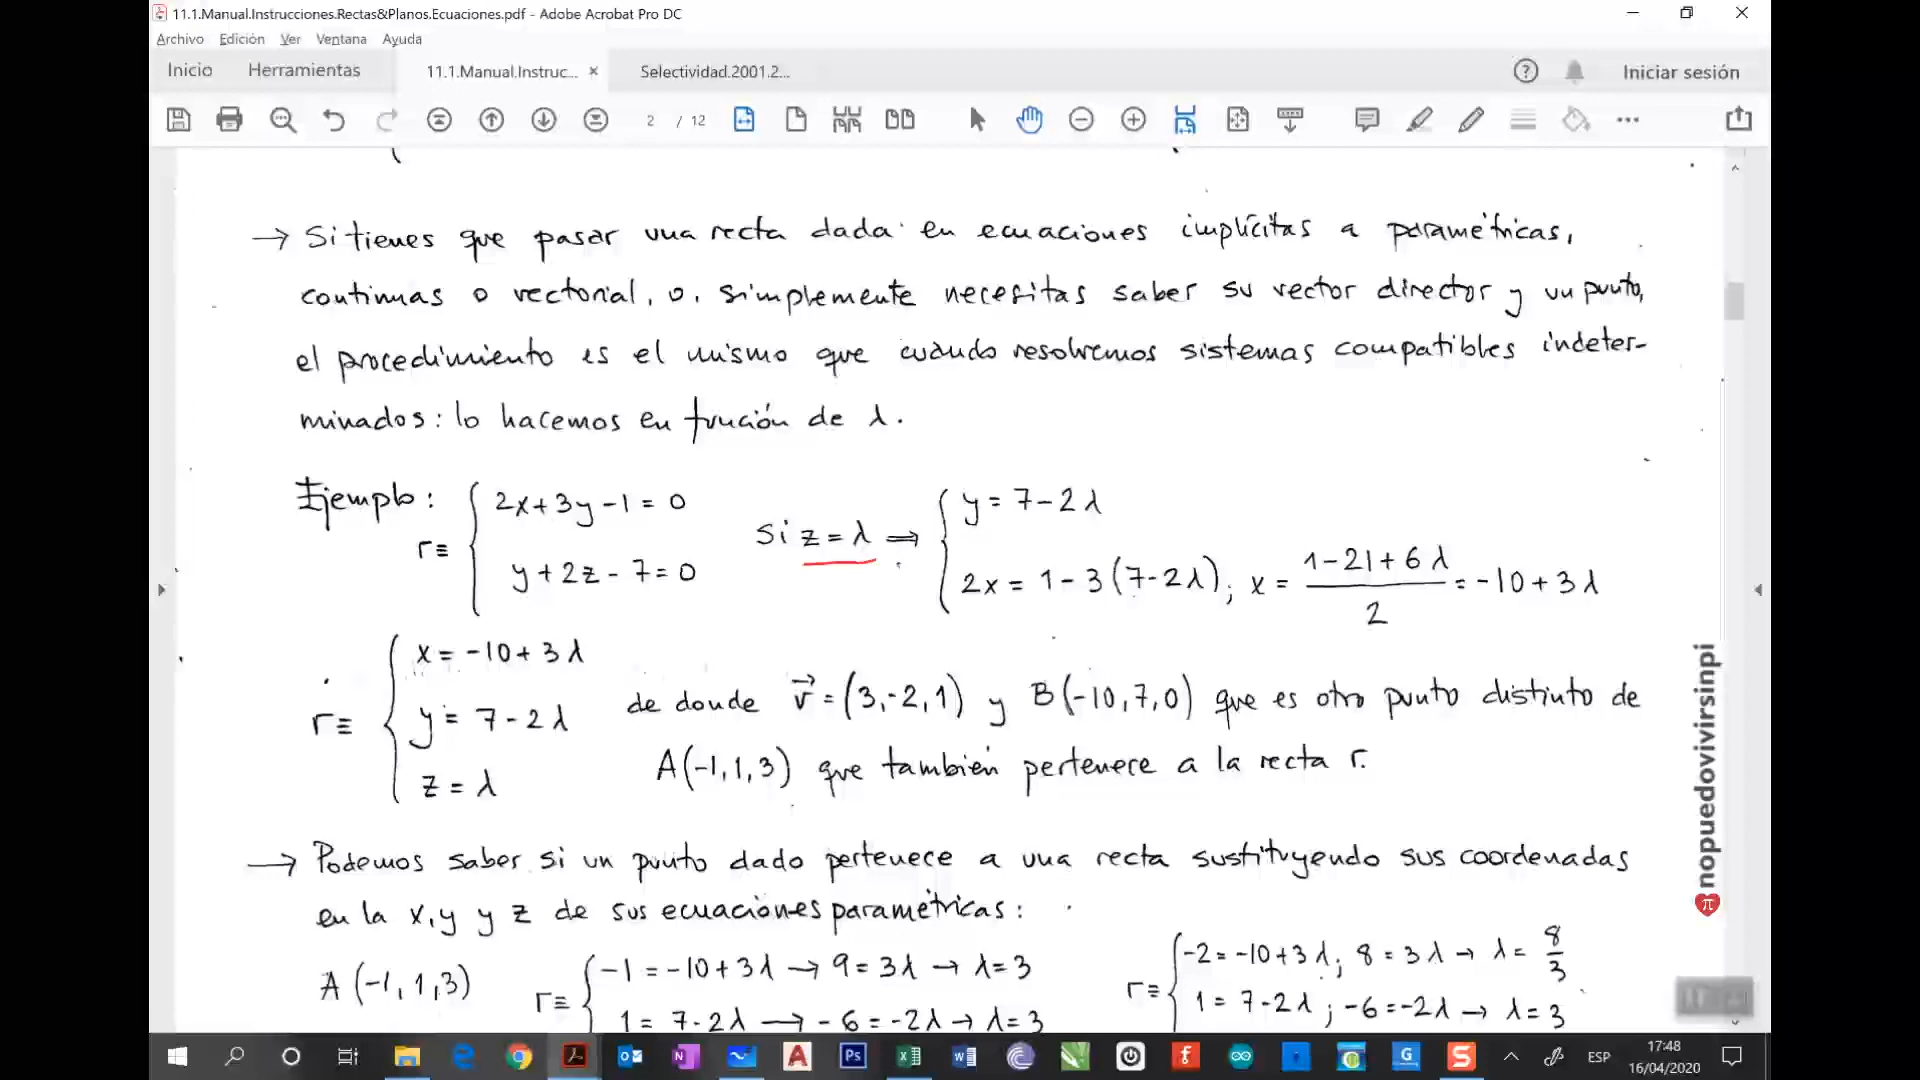 11.1.Manual.Instrucciones.Rectas&Planos.Ecuaciones.pdf - Adobe Acrobat Pro DC
Archivo Edición Ver Ventana Ayuda
Inicio Herramientas 11.1.Manual.Instruc... × Selectividad.2001.2... Iniciar sesión
2 / 12
→ Si tienes que pasar una recta dada en ecuaciones implícitas a paramétricas,
continuas o vectorial, o, simplemente necesitas saber su vector director y un punto,
el procedimiento es el mismo que cuando resolvemos sistemas compatibles indeter-
minados: lo hacemos en función de λ.
Ejemplo: r≡ { 2x+3y-1=0
y+2z-7=0
Si z=λ ⟹ { y=7-2λ
2x = 1-3(7-2λ); x = (1-21+6λ)/2 = -10+3λ
r≡ { x=-10+3λ
y=7-2λ
z=λ
de donde v⃗=(3,-2,1) y B(-10,7,0) que es otro punto distinto de
A(-1,1,3) que también pertenece a la recta r.
→ Podemos saber si un punto dado pertenece a una recta sustituyendo sus coordenadas
en la x,y y z de sus ecuaciones paramétricas:
A(-1,1,3) r≡ { -1=-10+3λ → 9=3λ → λ=3
1=7-2λ → -6=-2λ → λ=3
r≡ { -2=-10+3λ; 8=3λ → λ=8/3
1=7-2λ; -6=-2λ → λ=3
nopuedovivirsinpi
π
ESP
17:48
16/04/2020